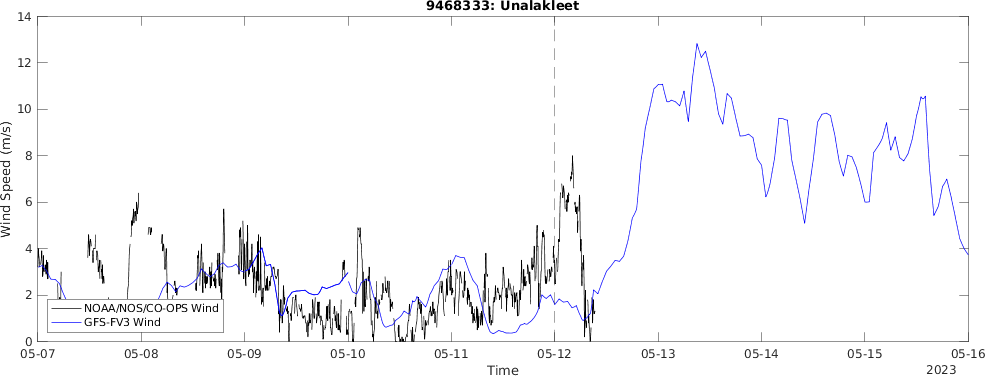 9468333: Unalakleet
14
12
10
8
6
4
2
0
Wind Speed (m/s)
NOAA/NOS/CO-OPS Wind
GFS-FV3 Wind
05-07 05-08 05-09 05-10 05-11 05-12 05-13 05-14 05-15 05-16
Time
2023